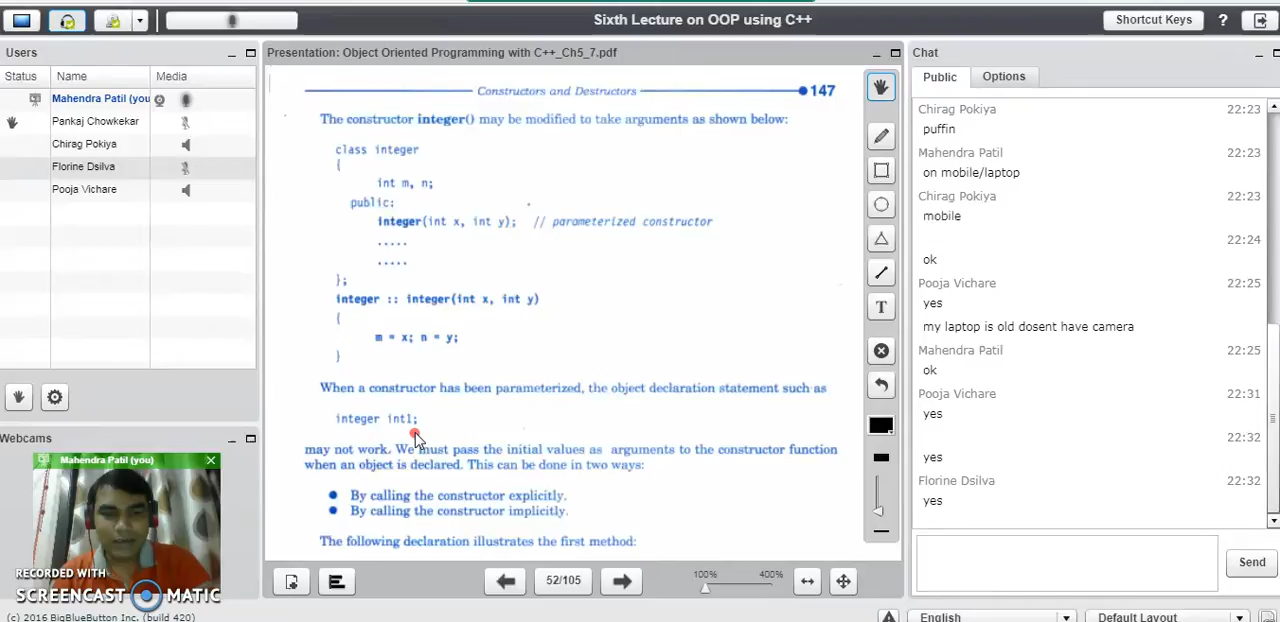 Sixth Lecture on OOP using C++
Shortcut Keys
?
Users
Status Name Media
Mahendra Patil (you
Pankaj Chowkekar
Chirag Pokiya
Florine Dsilva
Pooja Vichare
Webcams
Mahendra Patil (you)
RECORDED WITH
SCREENCAST MATIC
(c) 2016 BigBlueButton Inc. (build 420)
Presentation: Object Oriented Programming with C++_Ch5_7.pdf
Constructors and Destructors 147
The constructor integer() may be modified to take arguments as shown below:
class integer
{
int m, n;
public:
integer(int x, int y); // parameterized constructor
.....
.....
};
integer :: integer(int x, int y)
{
m = x; n = y;
}
When a constructor has been parameterized, the object declaration statement such as
integer int1;
may not work. We must pass the initial values as arguments to the constructor function
when an object is declared. This can be done in two ways:
● By calling the constructor explicitly.
● By calling the constructor implicitly.
The following declaration illustrates the first method:
T
52/105
100% 400%
Chat
Public Options
Chirag Pokiya 22:23
puffin
Mahendra Patil 22:23
on mobile/laptop
Chirag Pokiya 22:23
mobile
22:24
ok
Pooja Vichare 22:25
yes
my laptop is old dosent have camera
Mahendra Patil 22:25
ok
Pooja Vichare 22:31
yes
22:32
yes
Florine Dsilva 22:32
yes
Send
English
Default Layout